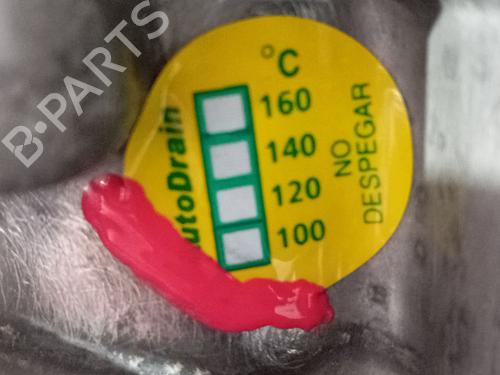 B-PARTS
°C
160
140
120
100
NO
DESPEGAR
utoDrain